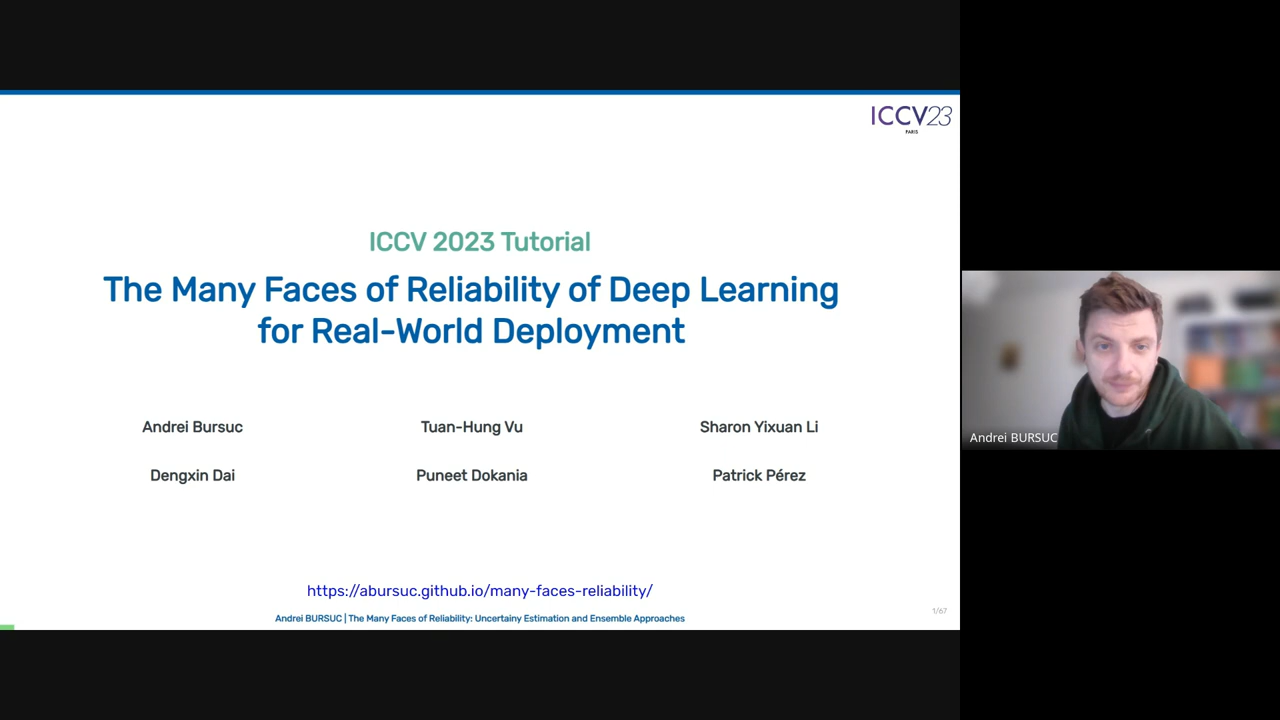 ICCV23
PARIS
ICCV 2023 Tutorial
The Many Faces of Reliability of Deep Learning
for Real-World Deployment
Andrei Bursuc
Tuan-Hung Vu
Sharon Yixuan Li
Dengxin Dai
Puneet Dokania
Patrick Pérez
https://abursuc.github.io/many-faces-reliability/
1/67
Andrei BURSUC | The Many Faces of Reliability: Uncertainy Estimation and Ensemble Approaches
Andrei BURSUC